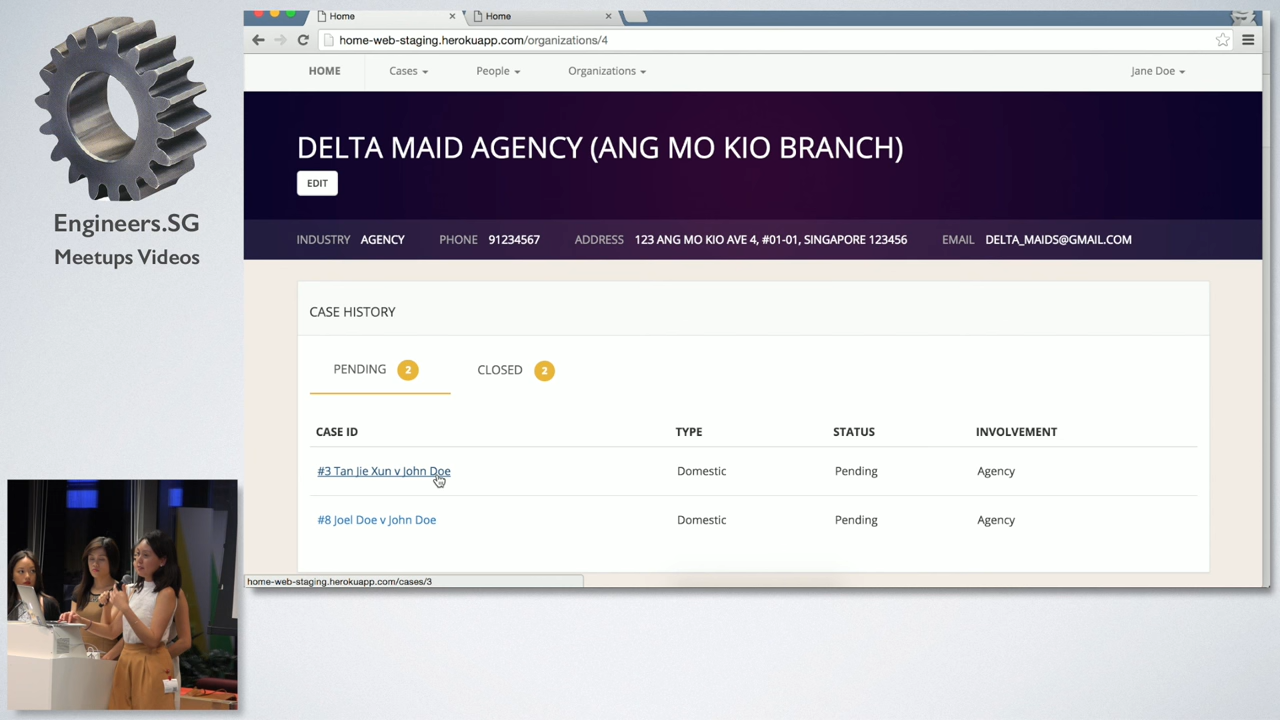 Home
Home
home-web-staging.herokuapp.com/organizations/4
HOME Cases People Organizations Jane Doe
DELTA MAID AGENCY (ANG MO KIO BRANCH)
EDIT
INDUSTRY AGENCY PHONE 91234567 ADDRESS 123 ANG MO KIO AVE 4, #01-01, SINGAPORE 123456 EMAIL DELTA_MAIDS@GMAIL.COM
CASE HISTORY
PENDING 2 CLOSED 2
CASE ID TYPE STATUS INVOLVEMENT
#3 Tan Jie Xun v John Doe Domestic Pending Agency
#8 Joel Doe v John Doe Domestic Pending Agency
home-web-staging.herokuapp.com/cases/3
Engineers.SG
Meetups Videos